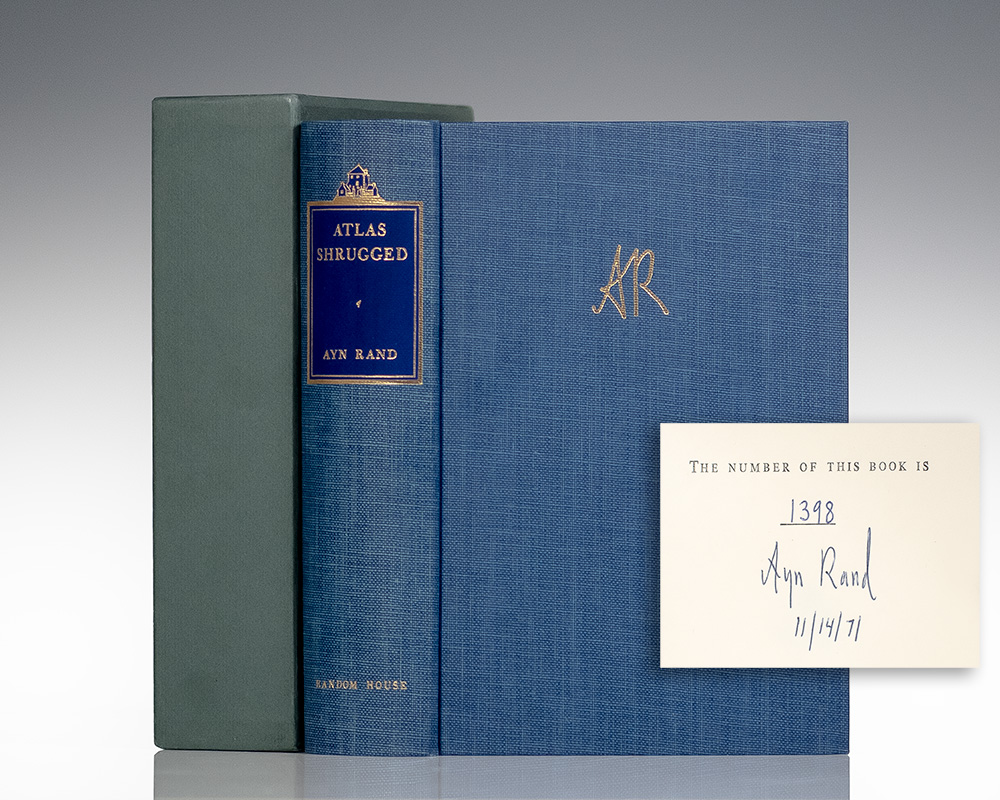 ATLAS
SHRUGGED
AYN RAND
RANDOM HOUSE
AR
THE NUMBER OF THIS BOOK IS
1398
Ayn Rand
11/14/71